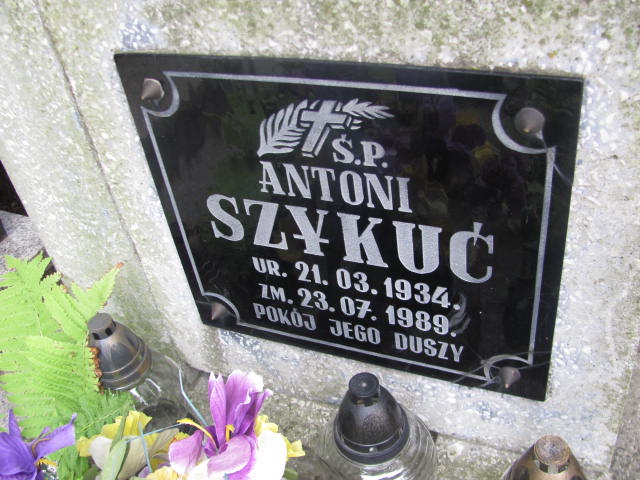 Ś.P.
ANTONI
SZYKUĆ
UR. 21. 03. 1934.
ZM. 23. 07. 1989.
POKÓJ JEGO DUSZY